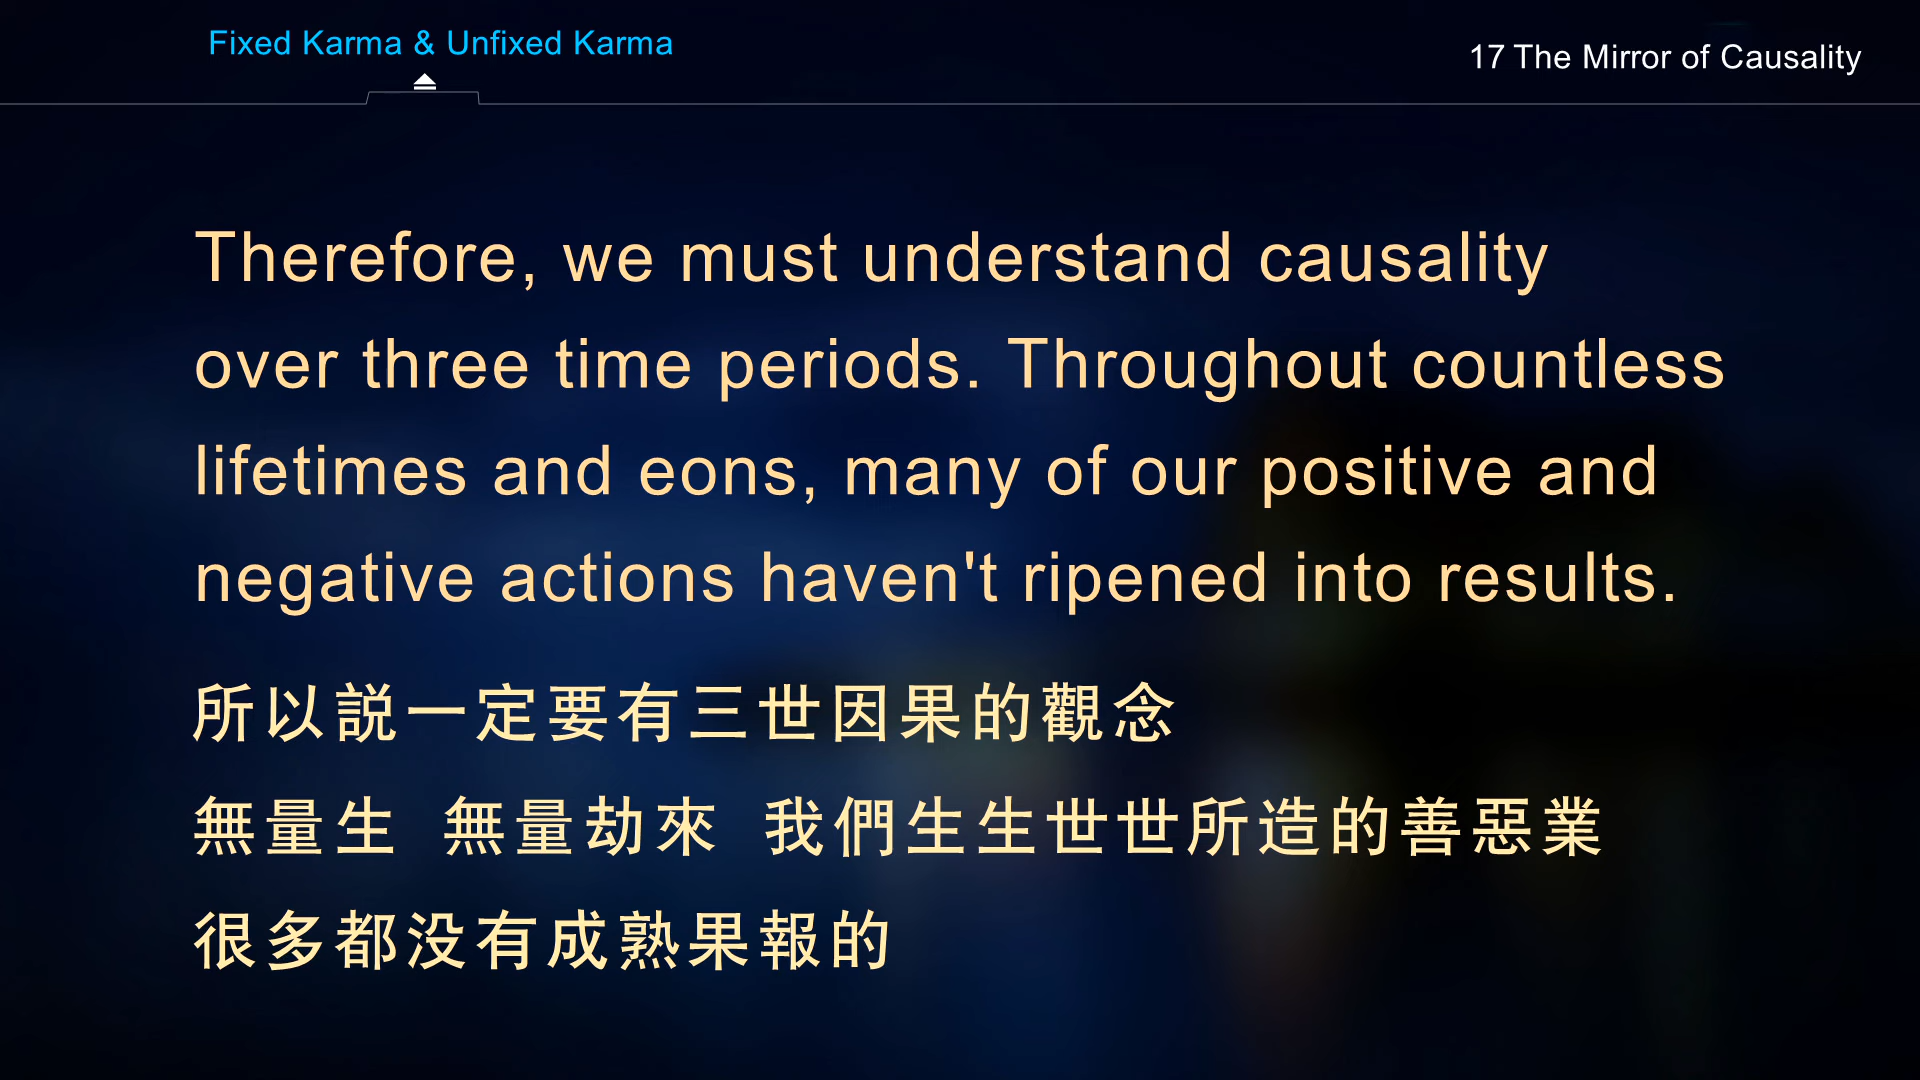 Fixed Karma & Unfixed Karma
17 The Mirror of Causality
Therefore, we must understand causality
over three time periods. Throughout countless
lifetimes and eons, many of our positive and
negative actions haven't ripened into results.
所以説一定要有三世因果的觀念
無量生 無量劫來 我們生生世世所造的善惡業
很多都没有成熟果報的